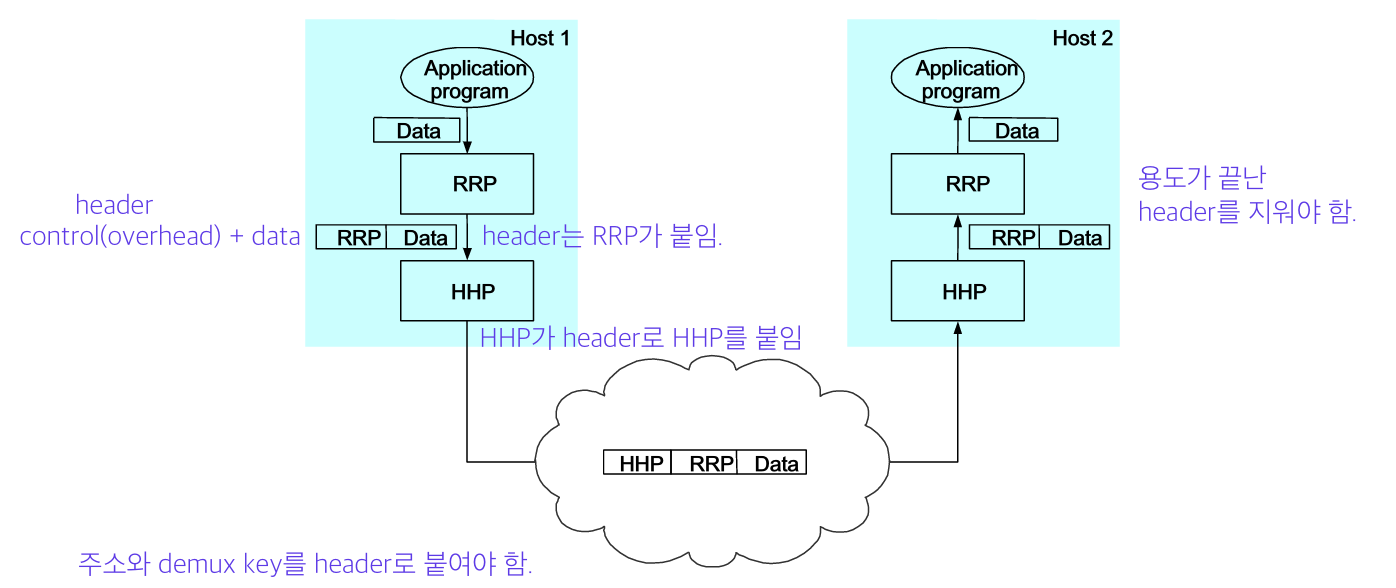 Host 1
Host 2
Application
program
Application
program
Data
Data
RRP
RRP
용도가 끝난
header를 지워야 함.
header
control(overhead) + data
RRP Data
header는 RRP가 붙임.
RRP Data
HHP
HHP
HHP가 header로 HHP를 붙임
HHP RRP Data
주소와 demux key를 header로 붙여야 함.